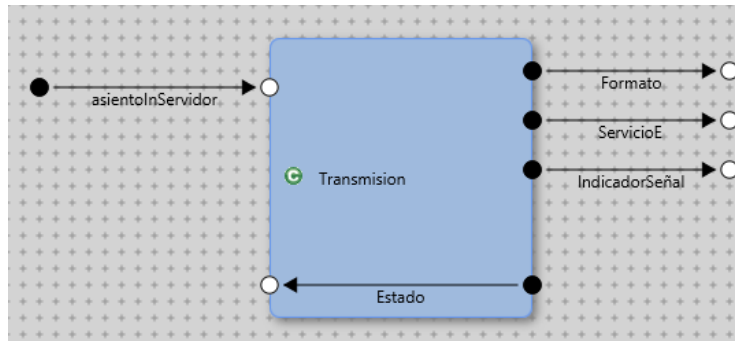 asientoInServidor
Formato
ServicioE
IndicadorSeñal
C Transmision
Estado